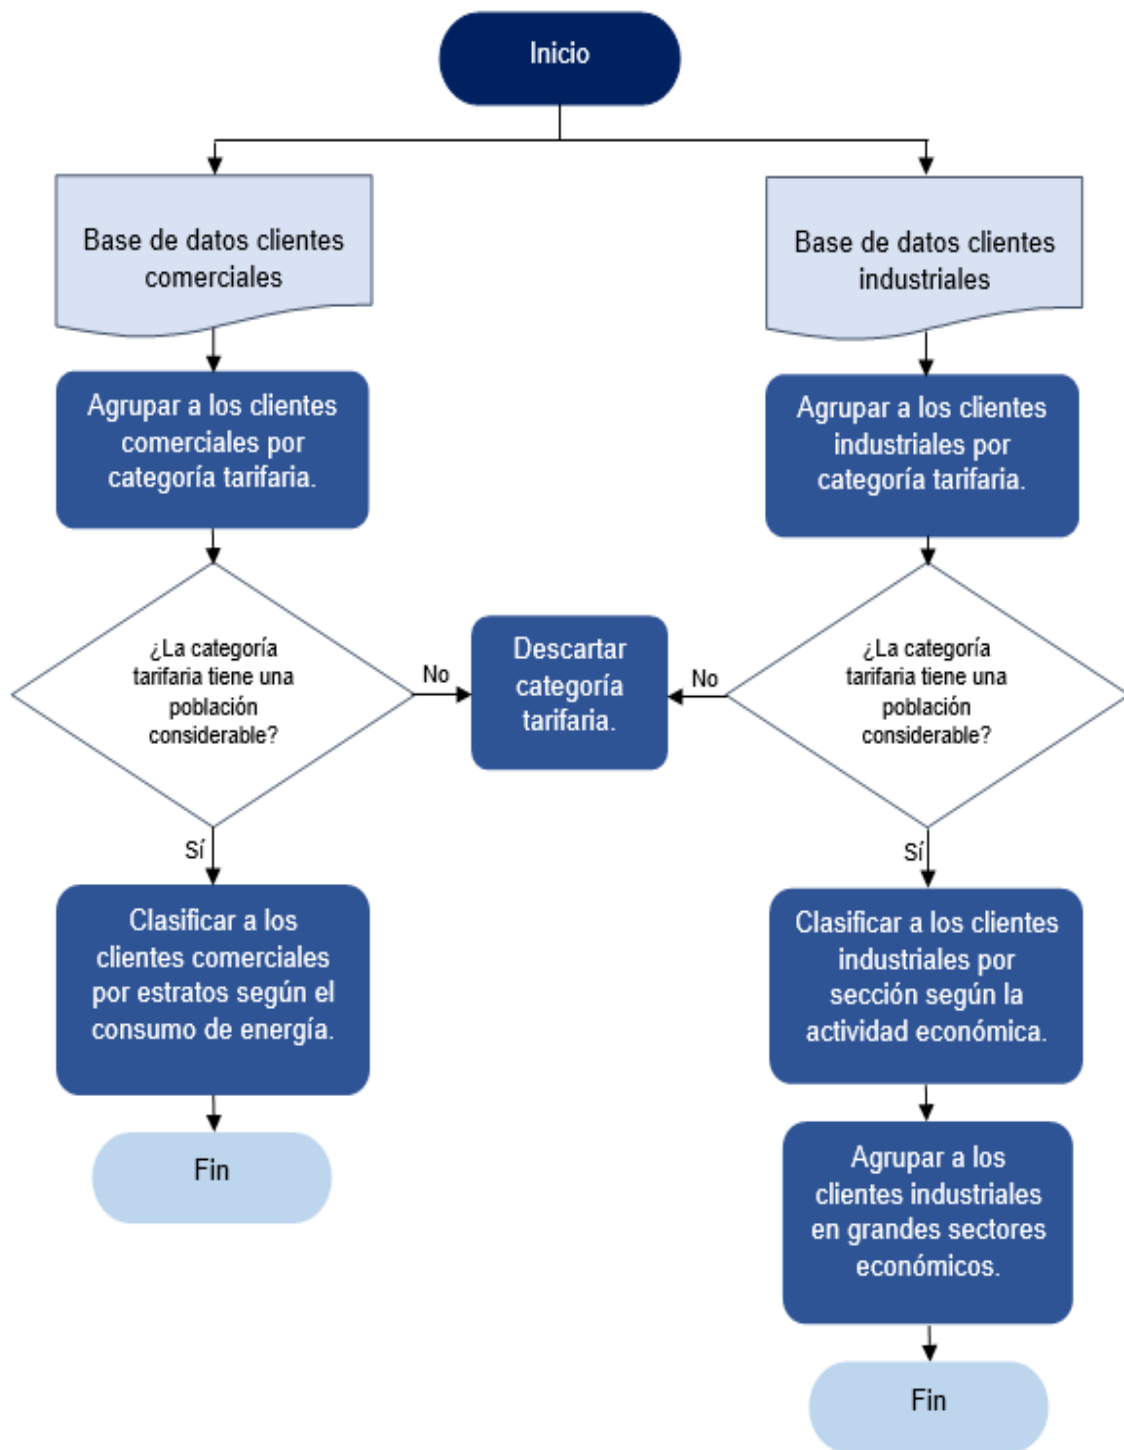 Inicio
Base de datos clientes
comerciales
Base de datos clientes
industriales
Agrupar a los clientes
comerciales por
categoría tarifaria.
Agrupar a los clientes
industriales por
categoría tarifaria.
¿La categoría
tarifaria tiene una
población
considerable?
No
Descartar
categoría
tarifaria.
No
¿La categoría
tarifaria tiene una
población
considerable?
Sí
Sí
Clasificar a los
clientes comerciales
por estratos según el
consumo de energía.
Clasificar a los clientes
industriales por
sección según la
actividad económica.
Fin
Agrupar a los
clientes industriales
en grandes sectores
económicos.
Fin